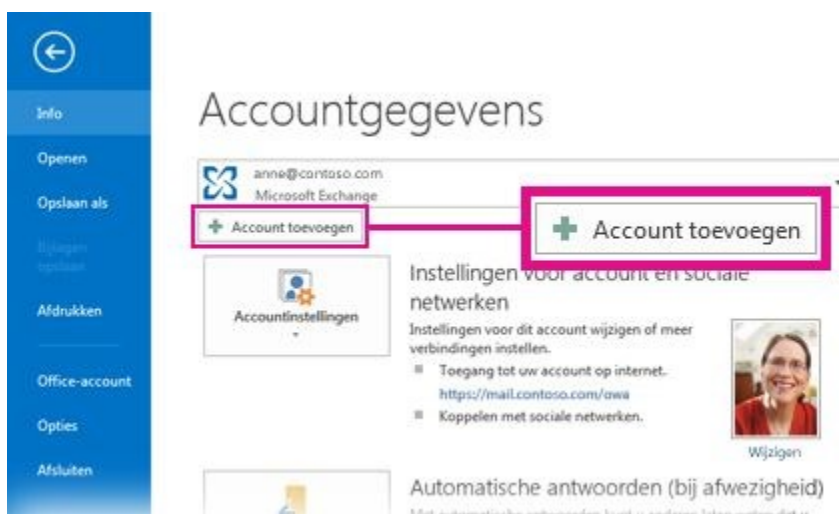 Info
Openen
Opslaan als
Bijlagen
opslaan
Afdrukken
Office-account
Opties
Afsluiten
Accountgegevens
anne@contoso.com
Microsoft Exchange
Account toevoegen
Account toevoegen
Accountinstellingen
Instellingen voor account en sociale
netwerken
Instellingen voor dit account wijzigen of meer
verbindingen instellen.
Toegang tot uw account op internet.
https://mail.contoso.com/owa
Koppelen met sociale netwerken.
Wijzigen
Automatische antwoorden (bij afwezigheid)